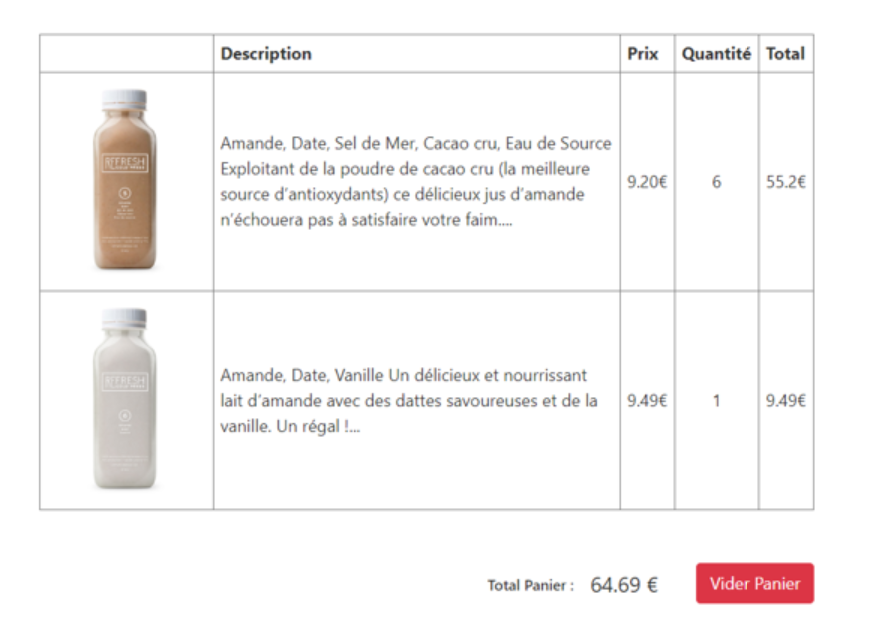 Description Prix Quantité Total
REFRESH
Amande, Date, Sel de Mer, Cacao cru, Eau de Source
Exploitant de la poudre de cacao cru (la meilleure
source d'antioxydants) ce délicieux jus d'amande
n'échouera pas à satisfaire votre faim....
9.20€ 6 55.2€
REFRESH
Amande, Date, Vanille Un délicieux et nourrissant
lait d'amande avec des dattes savoureuses et de la
vanille. Un régal !...
9.49€ 1 9.49€
Total Panier : 64.69 €
Vider Panier